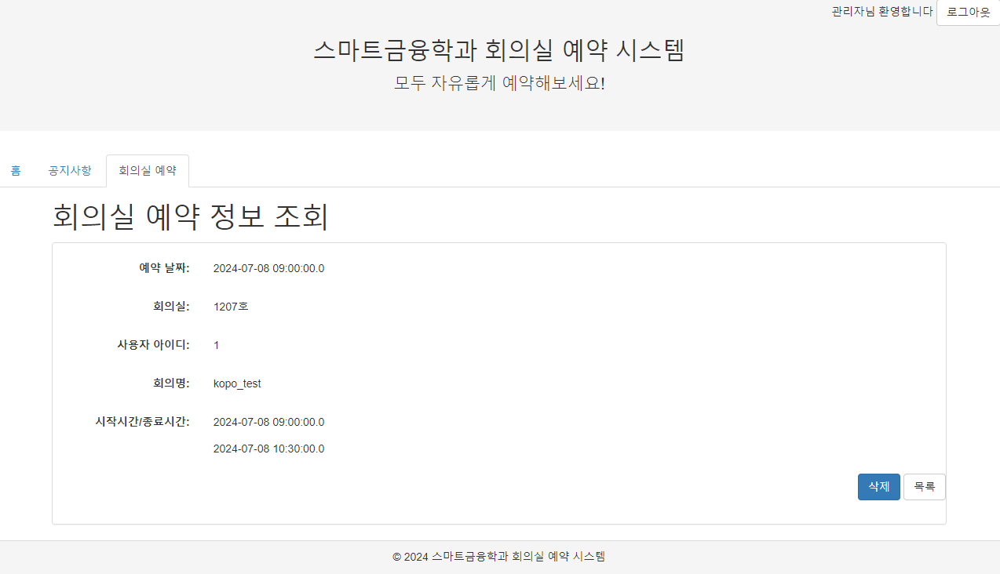 관리자님 환영합니다 로그아웃
스마트금융학과 회의실 예약 시스템
모두 자유롭게 예약해보세요!
홈 공지사항 회의실 예약
회의실 예약 정보 조회
예약 날짜: 2024-07-08 09:00:00.0
회의실: 1207호
사용자 아이디: 1
회의명: kopo_test
시작시간/종료시간: 2024-07-08 09:00:00.0
2024-07-08 10:30:00.0
삭제 목록
© 2024 스마트금융학과 회의실 예약 시스템